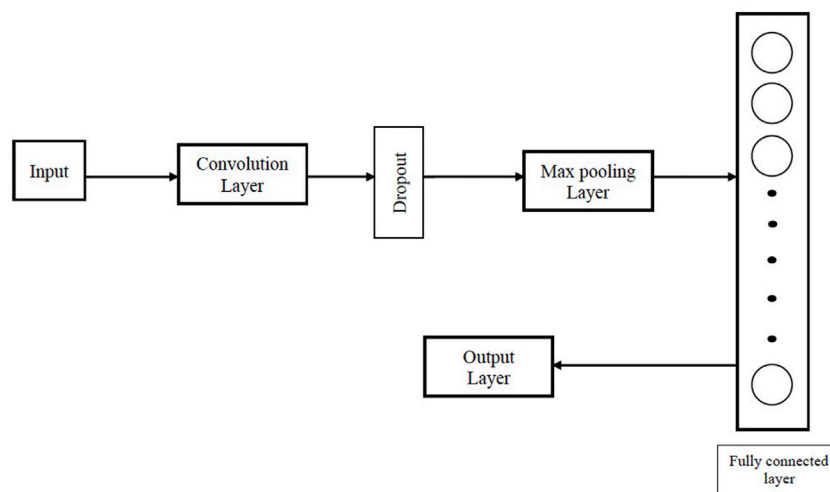 Input
Convolution
Layer
Dropout
Max pooling
Layer
Output
Layer
Fully connected
layer